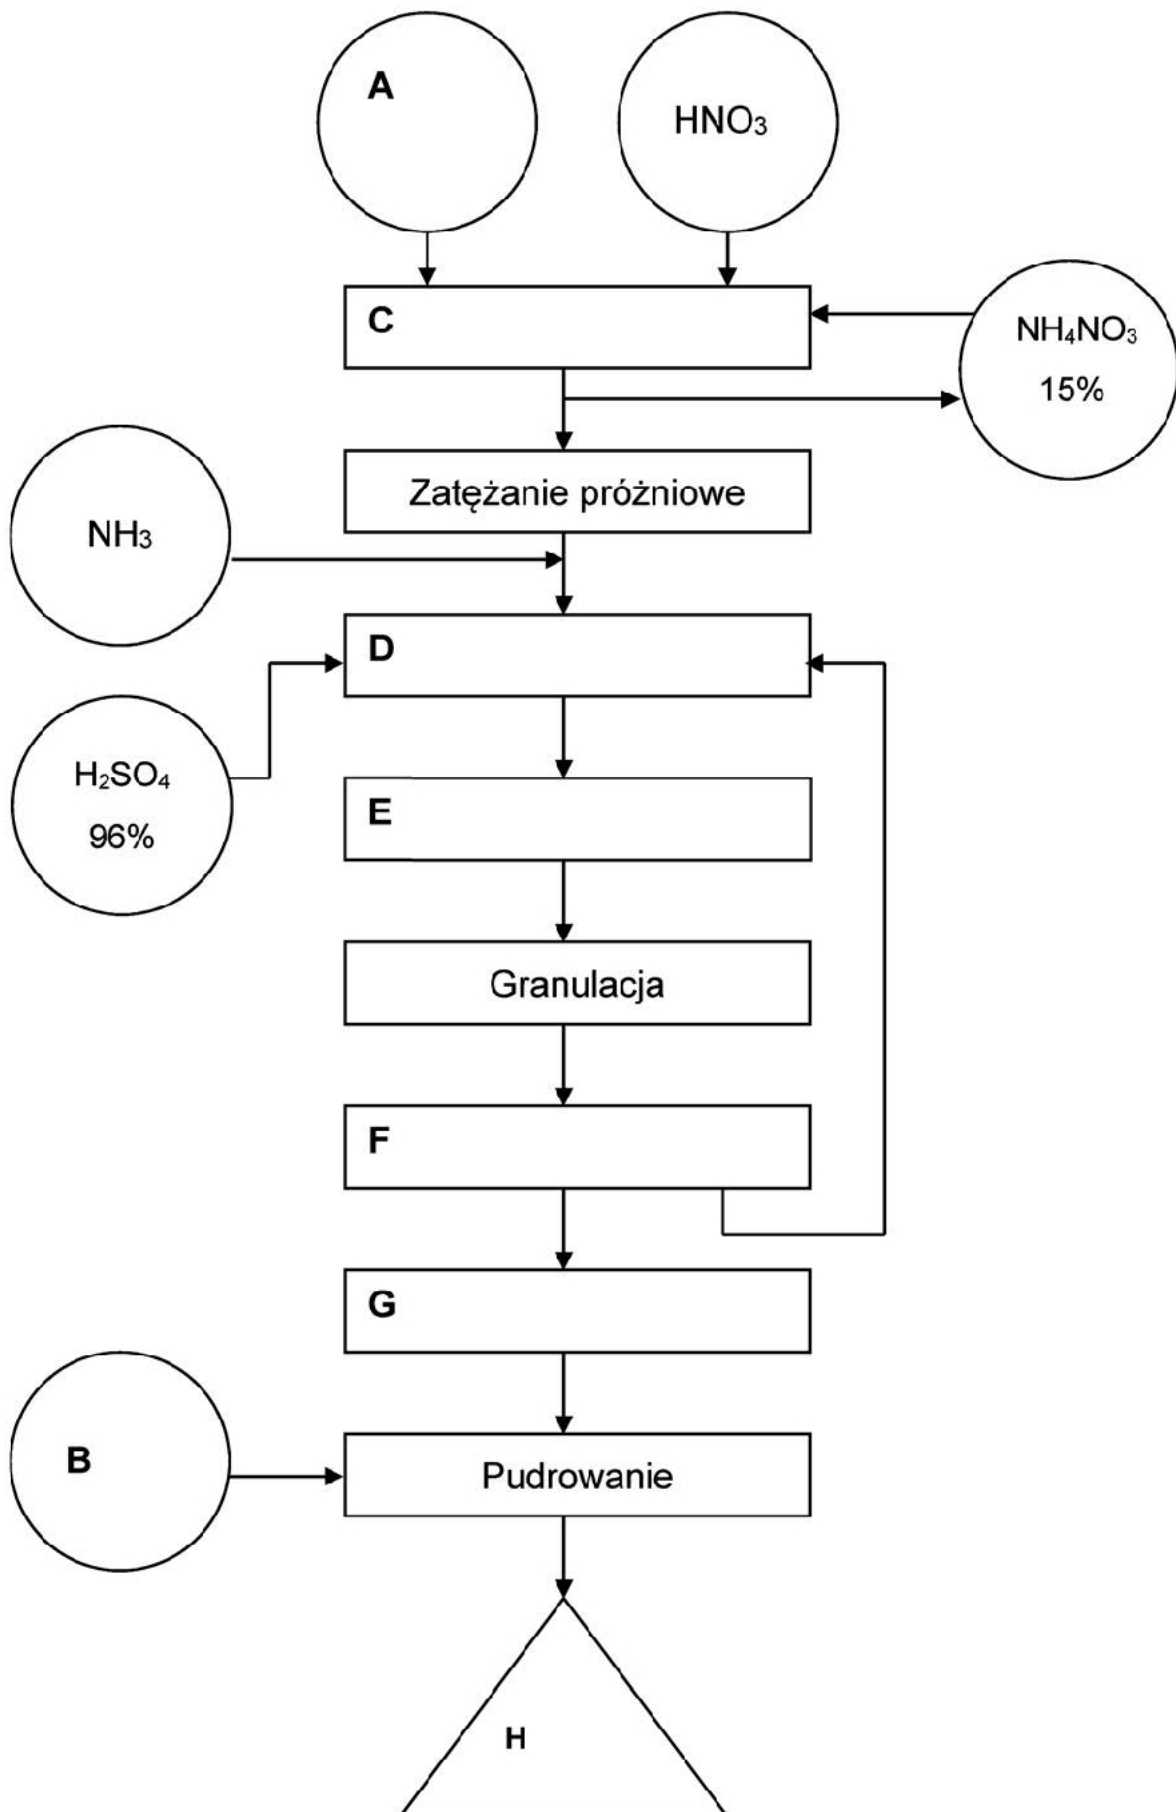 A
HNO₃
C
NH₄NO₃
15%
Zatężanie próżniowe
NH₃
D
H₂SO₄
96%
E
Granulacja
F
G
B
Pudrowanie
H